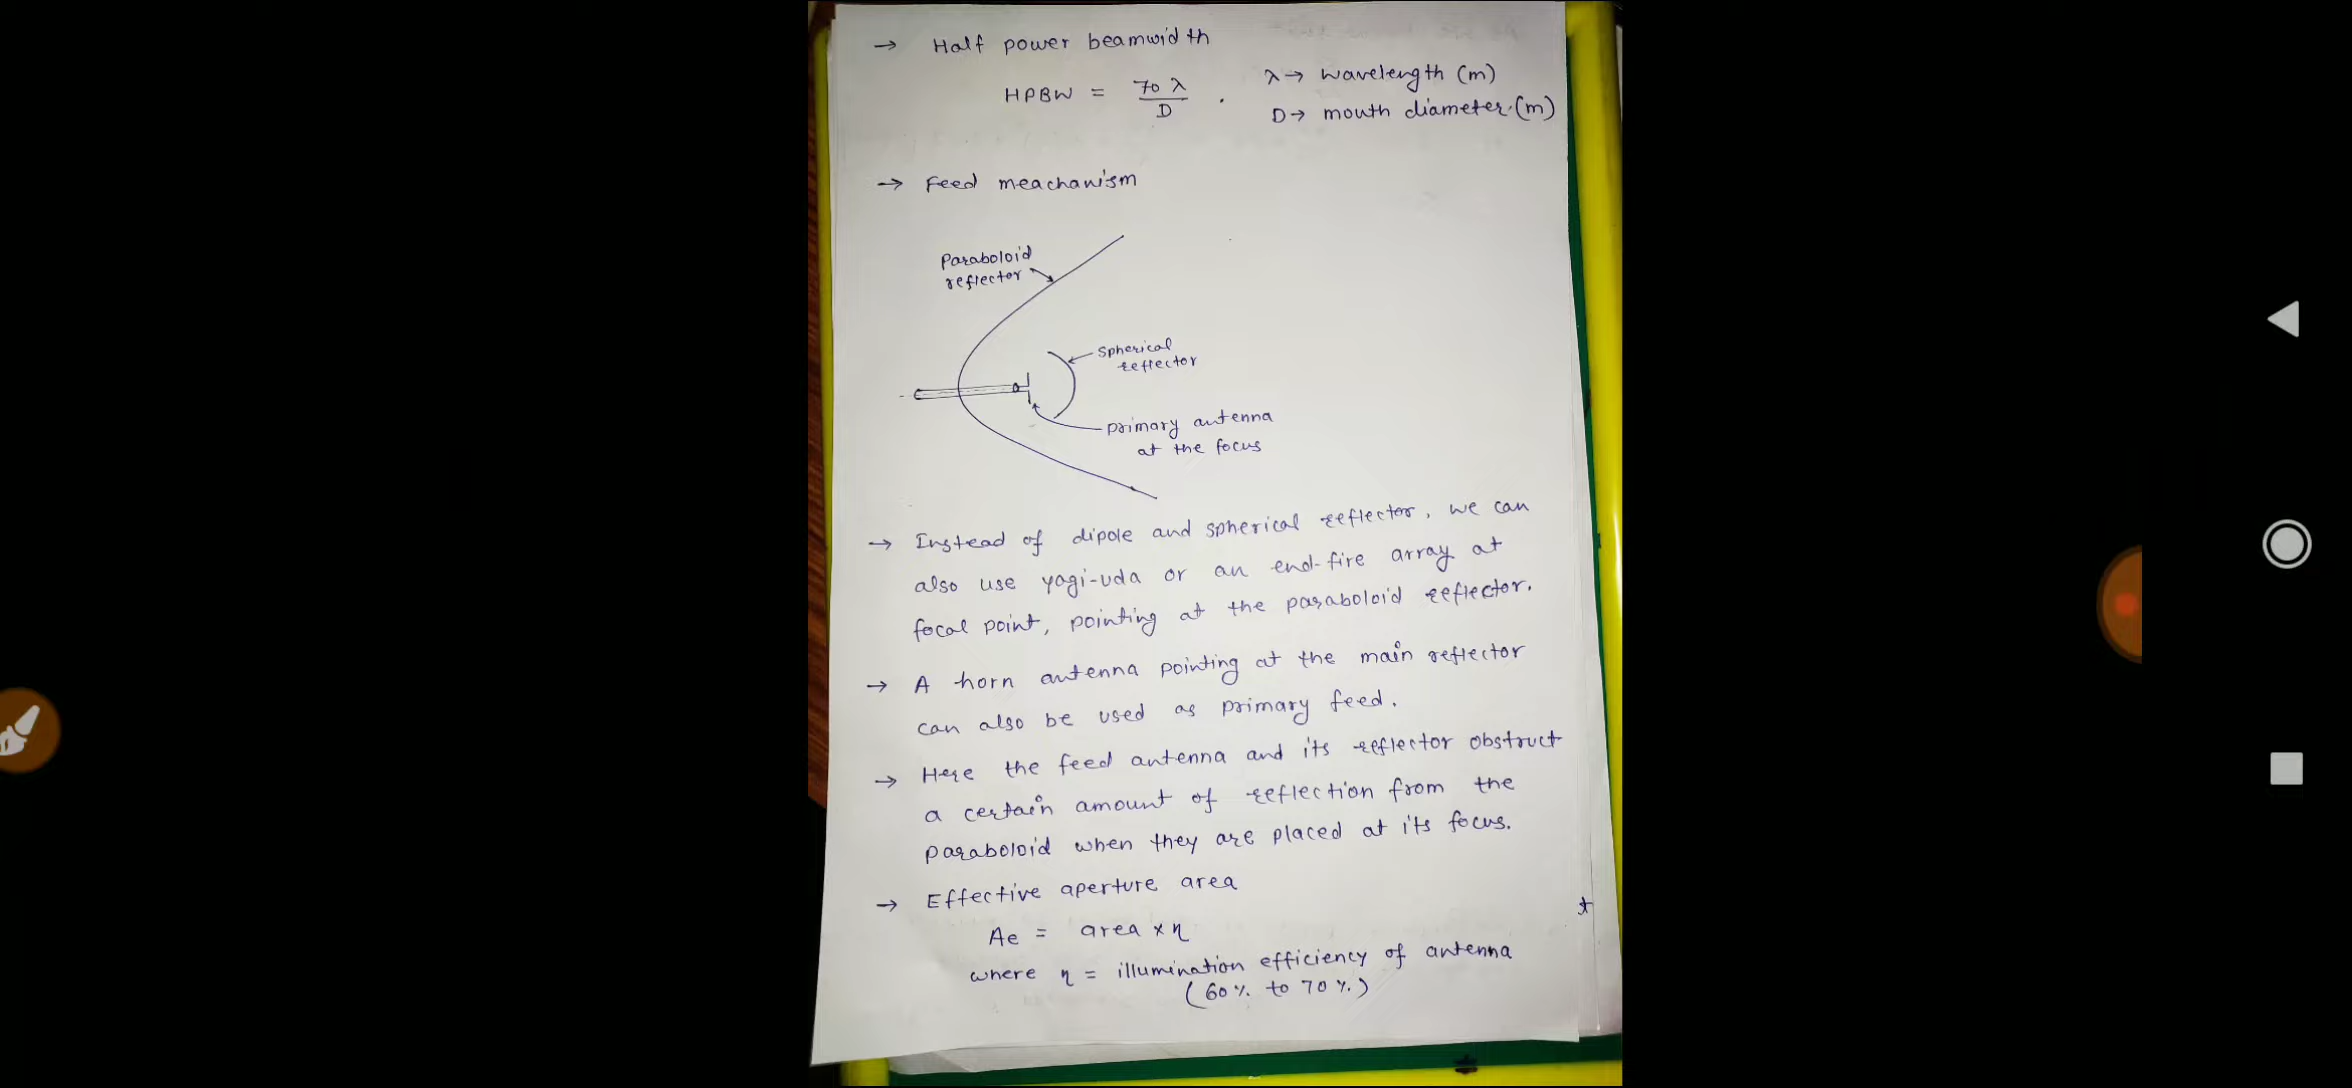 → Half power beamwidth
HPBW = 70 λ / D .
λ → wavelength (m)
D → mouth diameter (m)
→ Feed meachanism
Paraboloid
reflector
Spherical
reflector
primary antenna
at the focus
→ Instead of dipole and spherical reflector, we can
also use yagi-uda or an end-fire array at
focal point, pointing at the paraboloid reflector.
→ A horn antenna pointing at the main reflector
can also be used as primary feed.
→ Here the feed antenna and its reflector obstruct
a certain amount of reflection from the
paraboloid when they are placed at its focus.
→ Effective aperture area
Ae = area × η
where η = illumination efficiency of antenna
(60 % to 70 %)